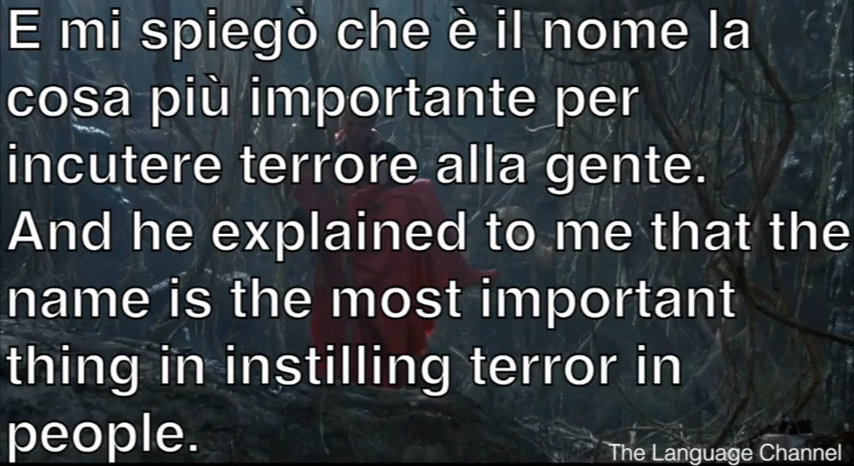 E mi spiegò che è il nome la
cosa più importante per
incutere terrore alla gente.
And he explained to me that the
name is the most important
thing in instilling terror in
people.
The Language Channel